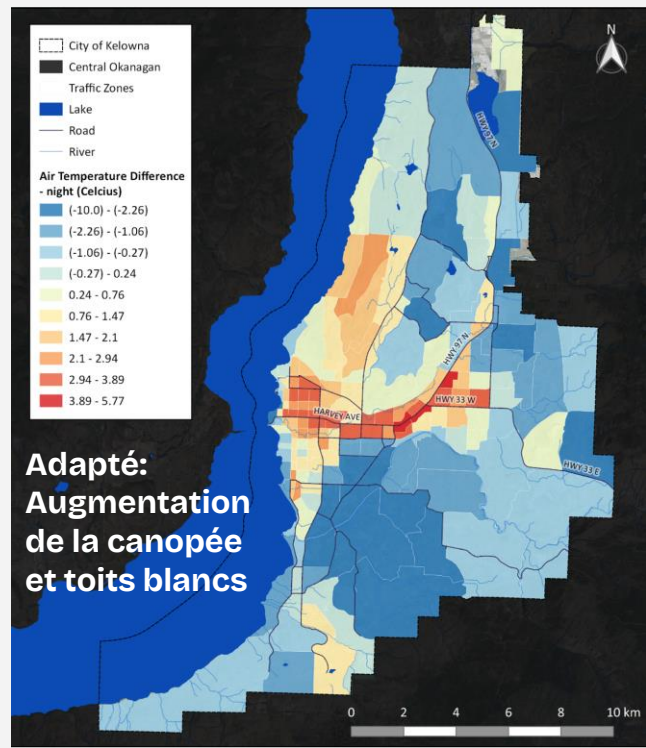 City of Kelowna
Central Okanagan
Traffic Zones
Lake
Road
River
Air Temperature Difference
- night (Celcius)
(-10.0) - (-2.26)
(-2.26) - (-1.06)
(-1.06) - (-0.27)
(-0.27) - 0.24
0.24 - 0.76
0.76 - 1.47
1.47 - 2.1
2.1 - 2.94
2.94 - 3.89
3.89 - 5.77
N
HWY 97 N
HWY 97 N
HARVEY AVE
HWY 33 W
HWY 33 E
Adapté:
Augmentation
de la canopée
et toits blancs
0 2 4 6 8 10 km